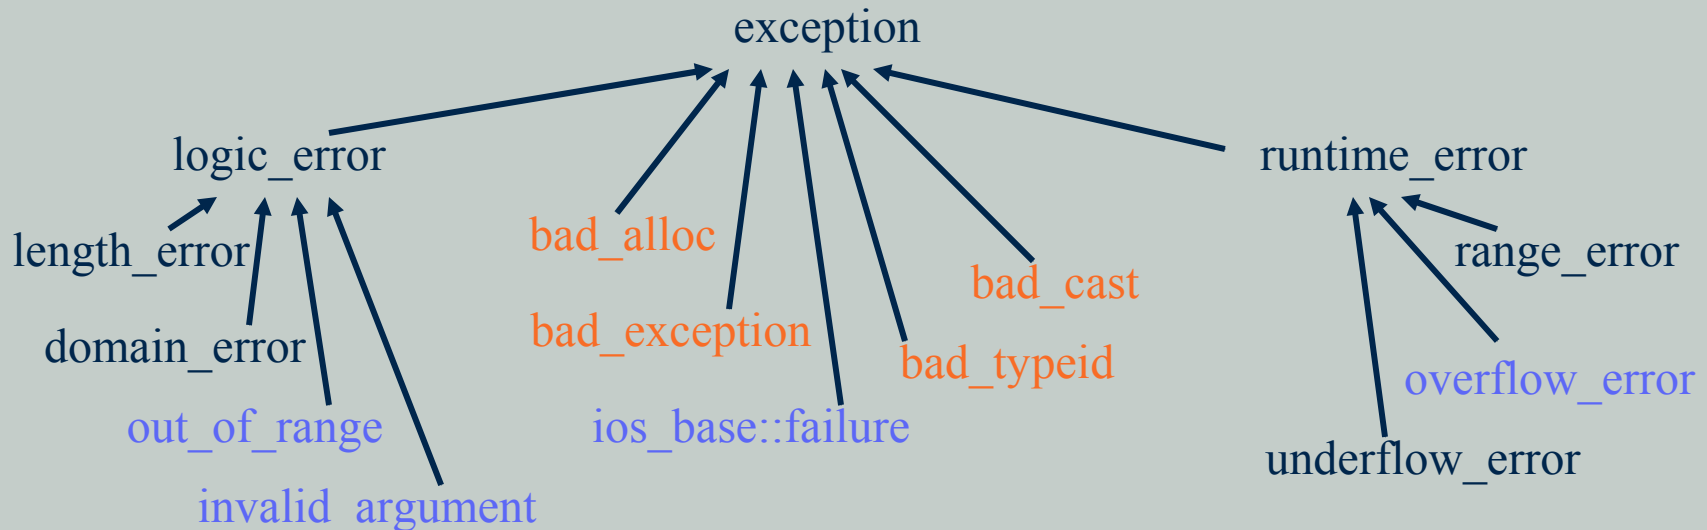 exception
logic_error
runtime_error
length_error
bad_alloc
range_error
bad_cast
domain_error
bad_exception
bad_typeid
overflow_error
out_of_range
ios_base::failure
underflow_error
invalid_argument